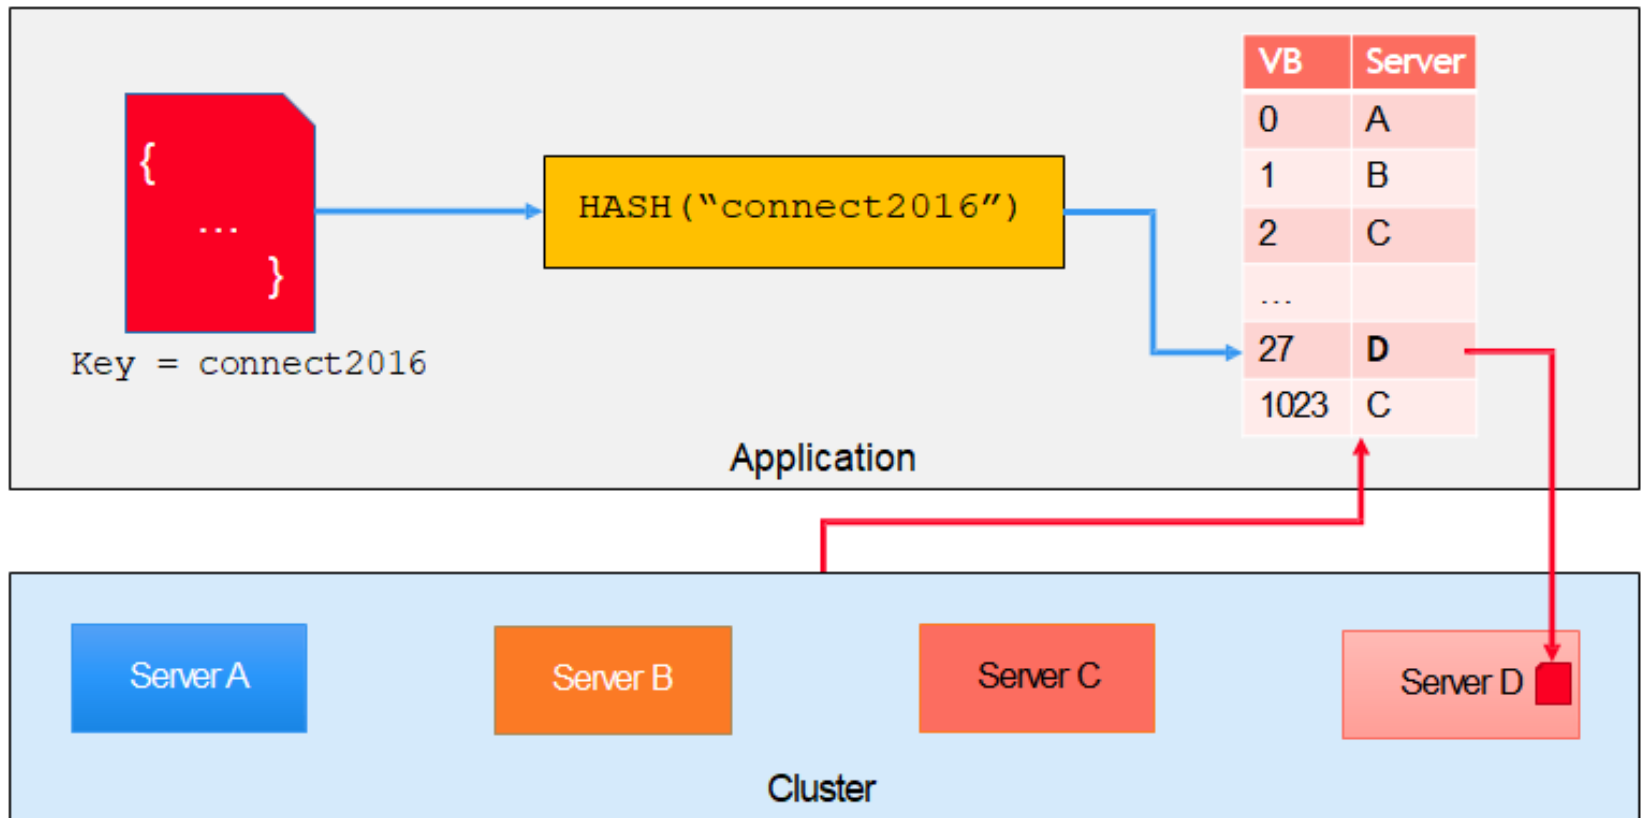 VB Server
0 A
1 B
2 C
...
27 D
1023 C
{
...
}
HASH(“connect2016”)
Key = connect2016
Application
Server A
Server B
Server C
Server D
Cluster